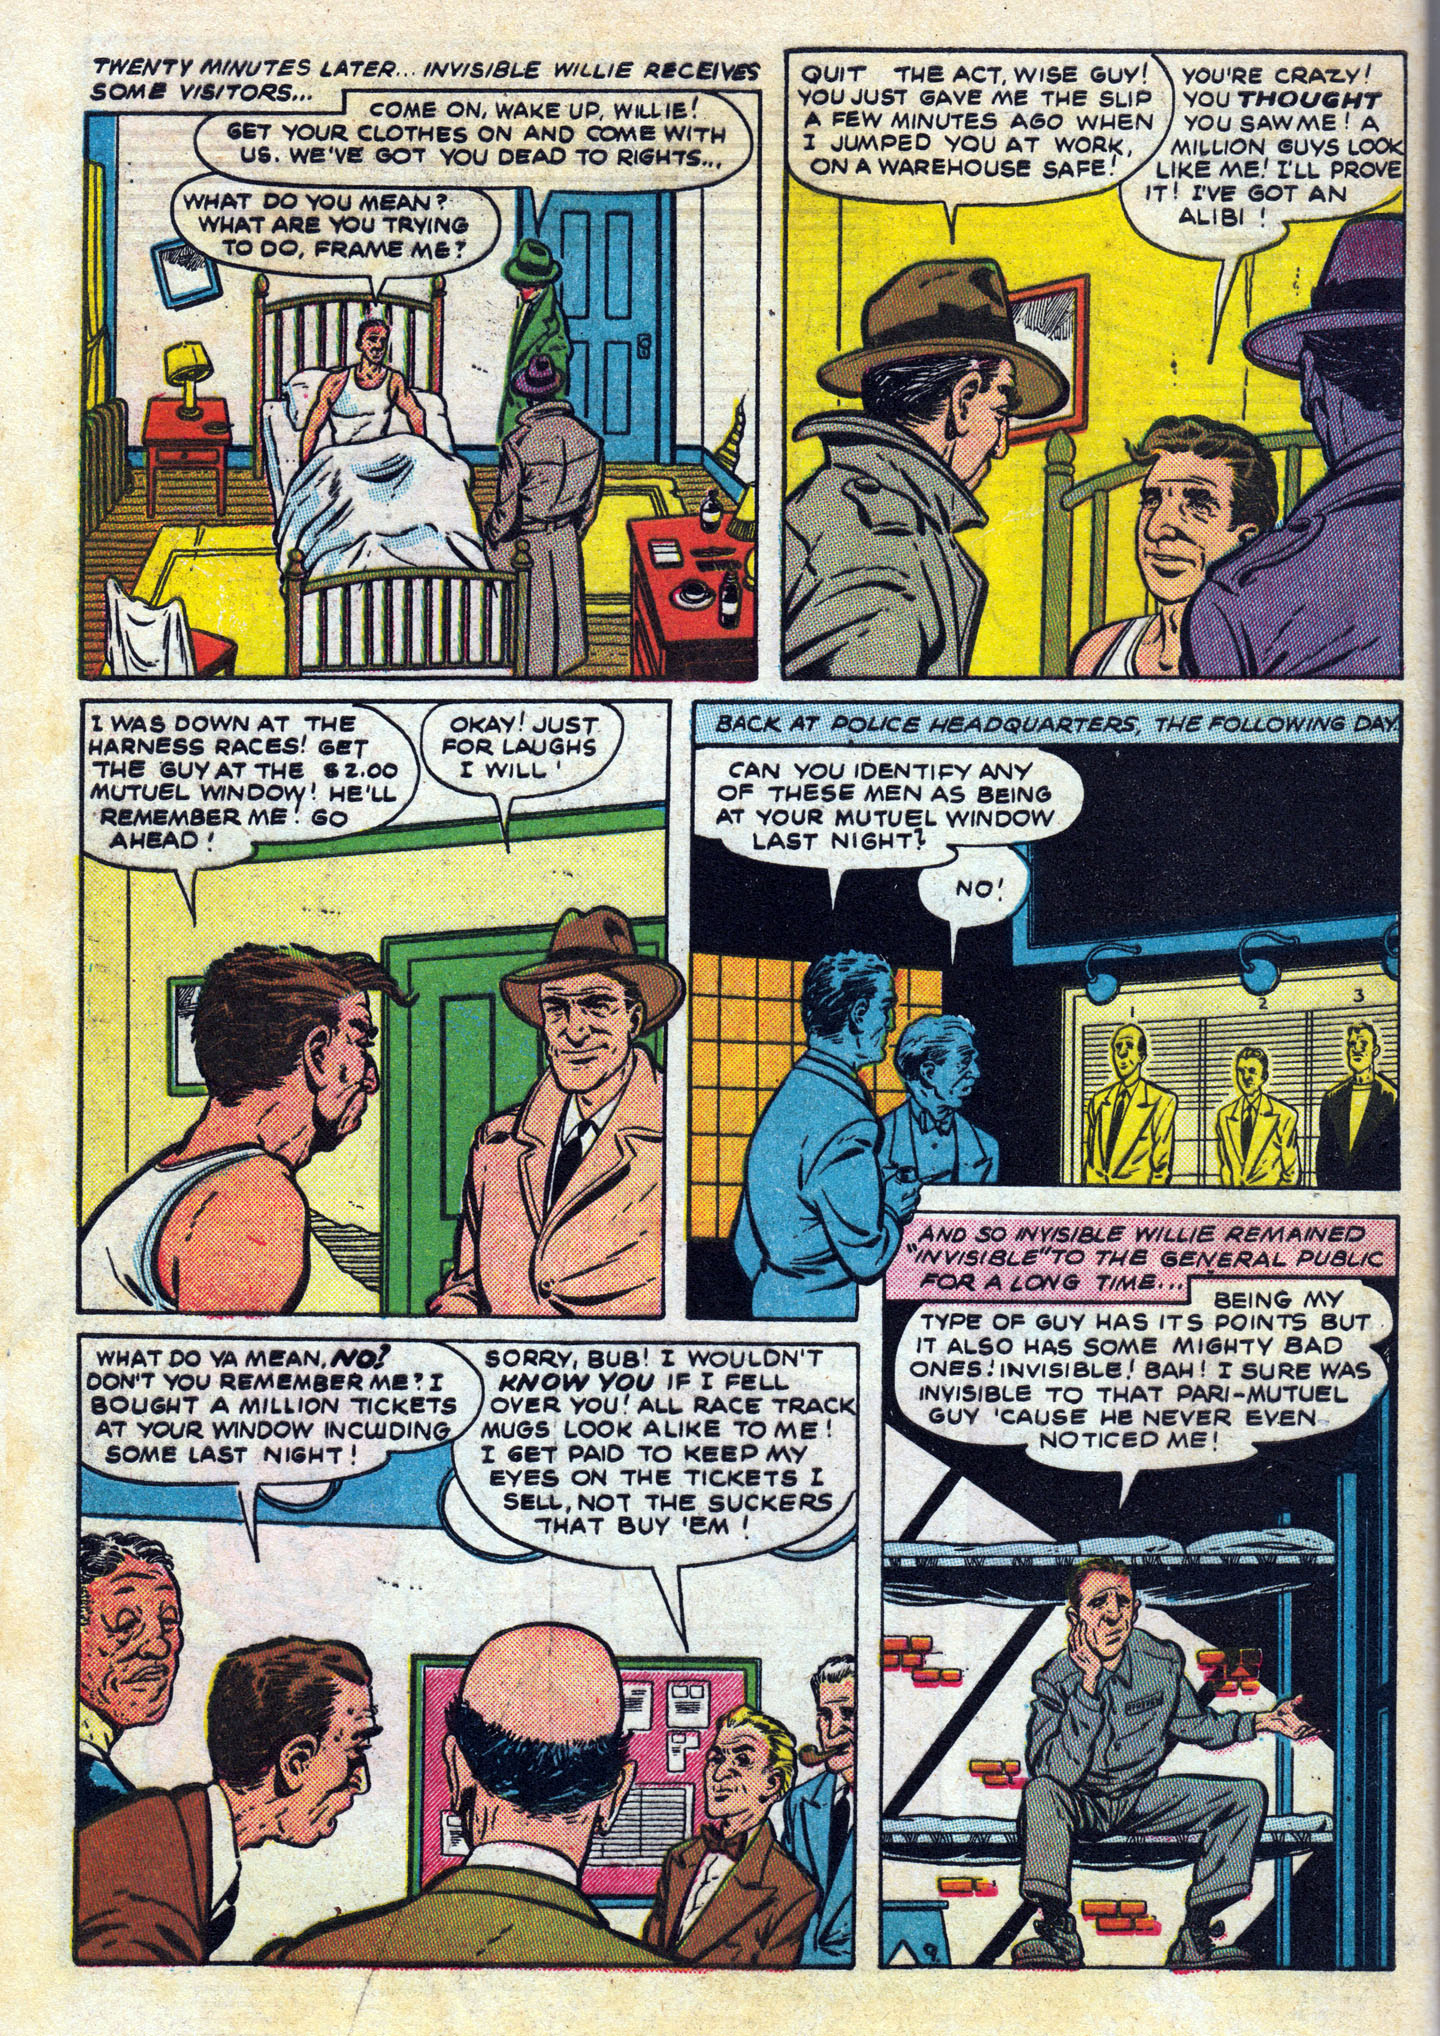 TWENTY MINUTES LATER... INVISIBLE WILLIE RECEIVES
SOME VISITORS...
COME ON, WAKE UP, WILLIE!
GET YOUR CLOTHES ON AND COME WITH
US. WE'VE GOT YOU DEAD TO RIGHTS...
WHAT DO YOU MEAN?
WHAT ARE YOU TRYING
TO DO, FRAME ME?
QUIT THE ACT, WISE GUY!
YOU JUST GAVE ME THE SLIP
A FEW MINUTES AGO WHEN
I JUMPED YOU AT WORK,
ON A WAREHOUSE SAFE!
YOU'RE CRAZY!
YOU THOUGHT
YOU SAW ME! A
MILLION GUYS LOOK
LIKE ME! I'LL PROVE
IT! I'VE GOT AN
ALIBI!
I WAS DOWN AT THE
HARNESS RACES! GET
THE GUY AT THE $2.00
MUTUEL WINDOW! HE'LL
REMEMBER ME! GO
AHEAD!
OKAY! JUST
FOR LAUGHS
I WILL!
BACK AT POLICE HEADQUARTERS, THE FOLLOWING DAY.
CAN YOU IDENTIFY ANY
OF THESE MEN AS BEING
AT YOUR MUTUEL WINDOW
LAST NIGHT?
NO!
1
2
3
WHAT DO YA MEAN, NO?
DON'T YOU REMEMBER ME? I
BOUGHT A MILLION TICKETS
AT YOUR WINDOW INCLUDING
SOME LAST NIGHT!
SORRY, BUB! I WOULDN'T
KNOW YOU IF I FELL
OVER YOU! ALL RACE TRACK
MUGS LOOK ALIKE TO ME!
I GET PAID TO KEEP MY
EYES ON THE TICKETS I
SELL, NOT THE SUCKERS
THAT BUY 'EM!
AND SO INVISIBLE WILLIE REMAINED
"INVISIBLE" TO THE GENERAL PUBLIC
FOR A LONG TIME...
BEING MY
TYPE OF GUY HAS ITS POINTS BUT
IT ALSO HAS SOME MIGHTY BAD
ONES! INVISIBLE! BAH! I SURE WAS
INVISIBLE TO THAT PARI-MUTUEL
GUY 'CAUSE HE NEVER EVEN
NOTICED ME!
9.